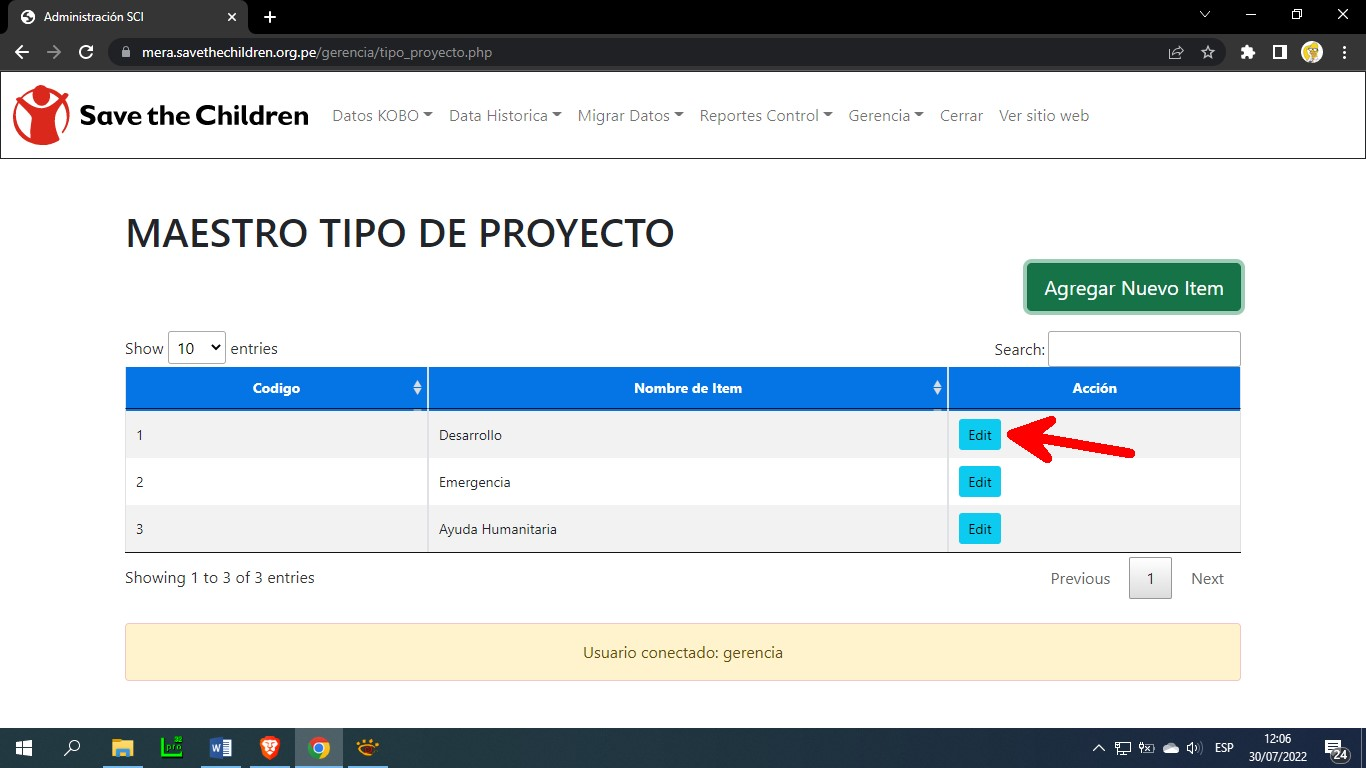 Administración SCI
mera.savethechildren.org.pe/gerencia/tipo_proyecto.php
Save the Children Datos KOBO Data Historica Migrar Datos Reportes Control Gerencia Cerrar Ver sitio web
MAESTRO TIPO DE PROYECTO
Agregar Nuevo Item
Show 10 entries Search:
Codigo Nombre de Item Acción
1 Desarrollo Edit
2 Emergencia Edit
3 Ayuda Humanitaria Edit
Showing 1 to 3 of 3 entries Previous 1 Next
Usuario conectado: gerencia
ESP 12:06
30/07/2022 24